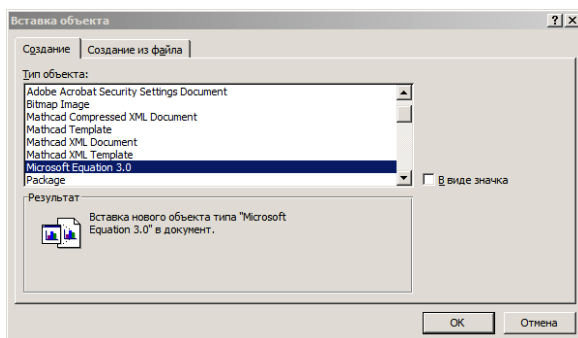 Вставка объекта
Создание
Создание из файла
Тип объекта:
Adobe Acrobat Security Settings Document
Bitmap Image
Mathcad Compressed XML Document
Mathcad Template
Mathcad XML Document
Mathcad XML Template
Microsoft Equation 3.0
Package
В виде значка
Результат
Вставка нового объекта типа "Microsoft
Equation 3.0" в документ.
ОК
Отмена